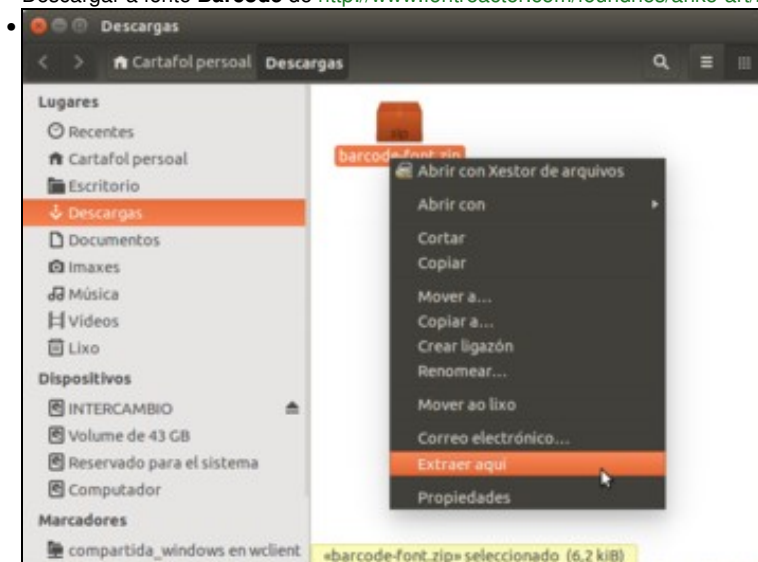 Descargar a fonte Barcode de
Descargas
Cartafol persoal Descargas
Lugares
Recentes
Cartafol persoal
Escritorio
Descargas
Documentos
Imaxes
Música
Vídeos
Lixo
Dispositivos
INTERCAMBIO
Volume de 43 GB
Reservado para el sistema
Computador
Marcadores
compartida_windows en wclient
zip
barcode-font.zip
Abrir con Xestor de arquivos
Abrir con
Cortar
Copiar
Mover a...
Copiar a...
Crear ligazón
Renomear...
Mover ao lixo
Correo electrónico...
Extraer aquí
Propiedades
«barcode-font.zip» seleccionado (6,2 kiB)